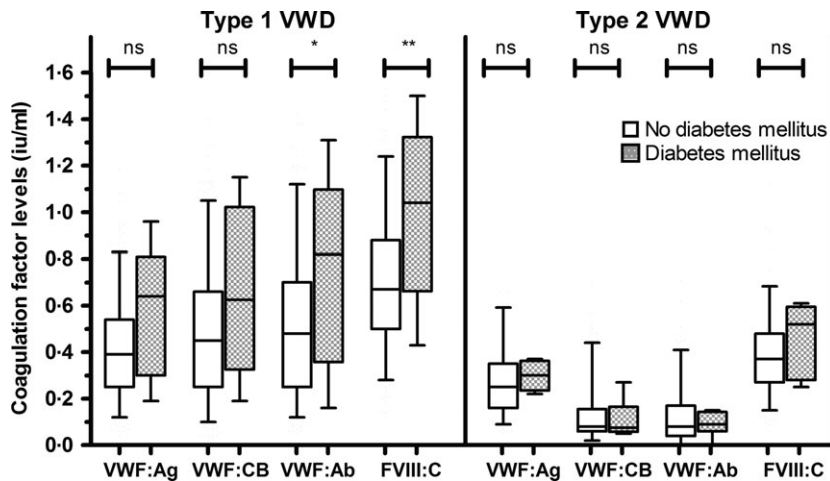 Type 1 VWD
Type 2 VWD
ns
ns
*
**
ns
ns
ns
ns
Coagulation factor levels (iu/ml)
1·6
1·4
1·2
1·0
0·8
0·6
0·4
0·2
0·0
No diabetes mellitus
Diabetes mellitus
VWF:Ag
VWF:CB
VWF:Ab
FVIII:C
VWF:Ag
VWF:CB
VWF:Ab
FVIII:C